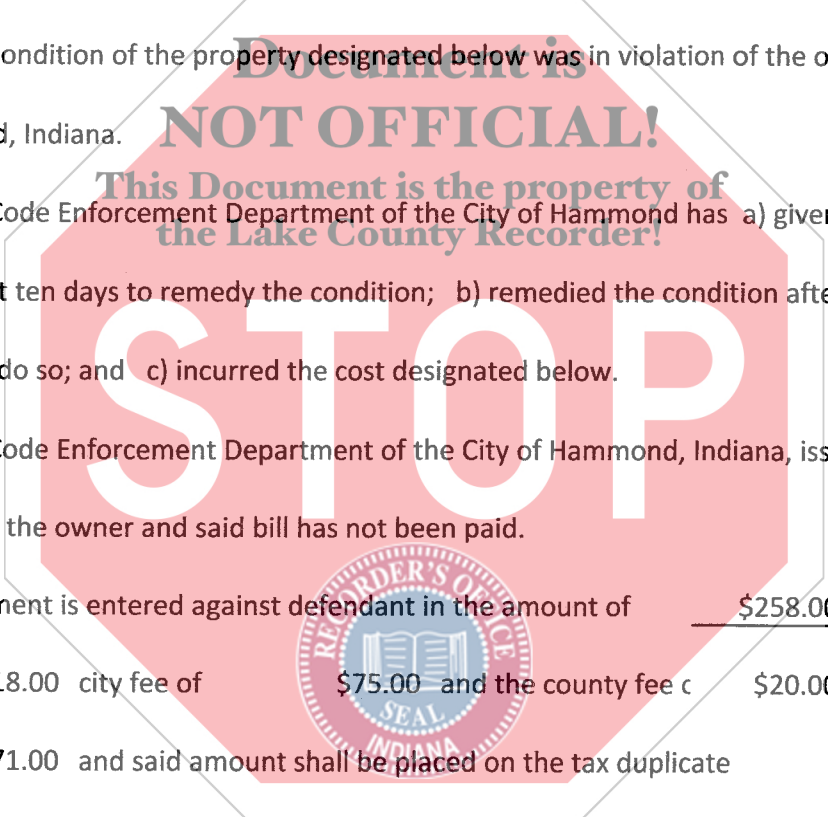 Document is
ondition of the property designated below was in violation of the o
NOT OFFICIAL!
d, Indiana.
This Document is the property of
Code Enforcement Department of the City of Hammond has a) given
the Lake County Recorder!
t ten days to remedy the condition; b) remedied the condition afte
STOP
do so; and c) incurred the cost designated below.
Code Enforcement Department of the City of Hammond, Indiana, iss
the owner and said bill has not been paid.
RECORDER'S OFFICE
ment is entered against defendant in the amount of $258.00
18.00 city fee of $75.00 and the county fee $20.00
SEAL
INDIANA
71.00 and said amount shall be placed on the tax duplicate